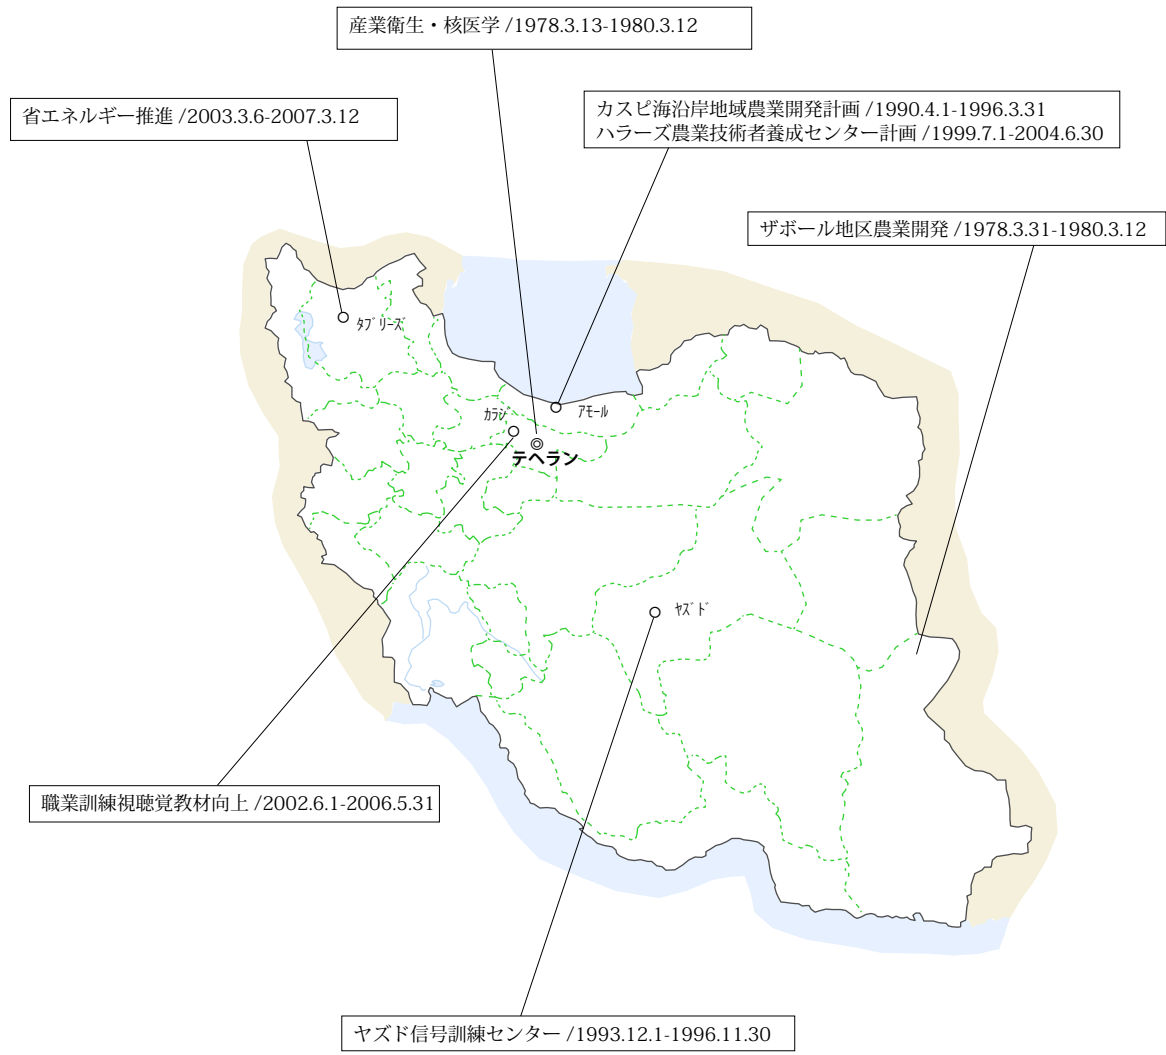 産業衛生・核医学 /1978.3.13-1980.3.12
省エネルギー推進 /2003.3.6-2007.3.12
カスピ海沿岸地域農業開発計画 /1990.4.1-1996.3.31
ハラーズ農業技術者養成センター計画 /1999.7.1-2004.6.30
ザボール地区農業開発 /1978.3.31-1980.3.12
ﾀﾌﾞﾘｰｽﾞ
ｶﾗｼﾞ
ｱﾓｰﾙ
テヘラン
ﾔｽﾞﾄﾞ
職業訓練視聴覚教材向上 /2002.6.1-2006.5.31
ヤズド信号訓練センター /1993.12.1-1996.11.30